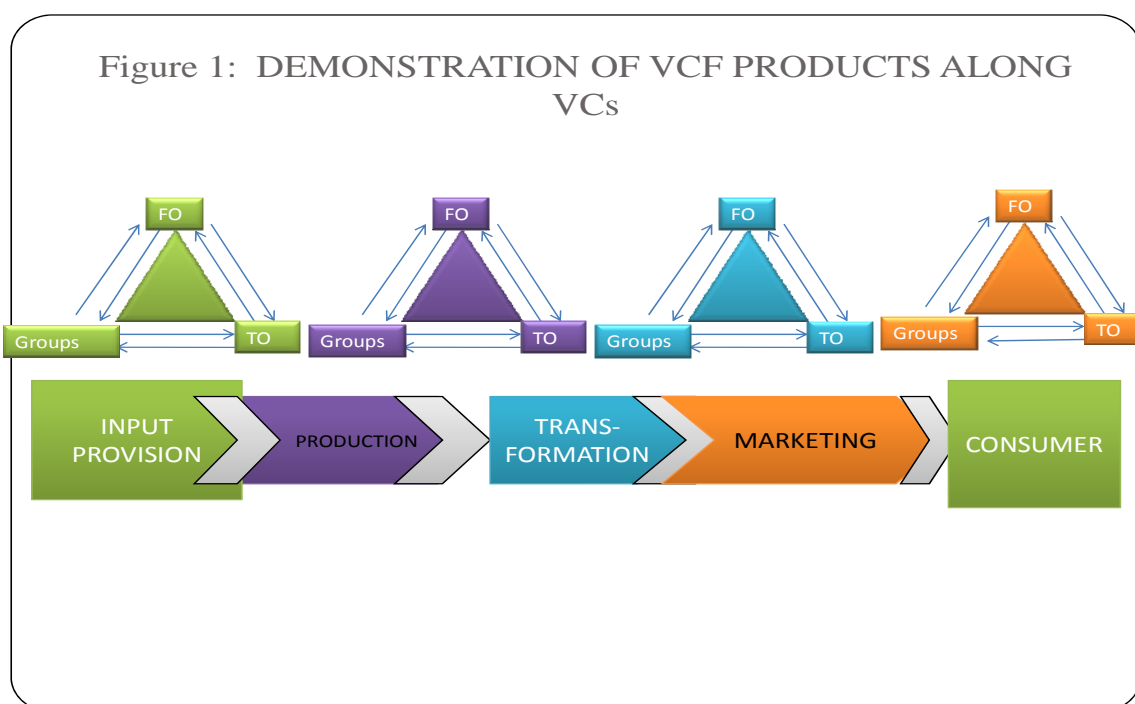 Figure 1: DEMONSTRATION OF VCF PRODUCTS ALONG
VCs
FO
FO
FO
FO
Groups
TO
Groups
TO
Groups
TO
Groups
TO
INPUT
PROVISION
PRODUCTION
TRANS-
FORMATION
MARKETING
CONSUMER